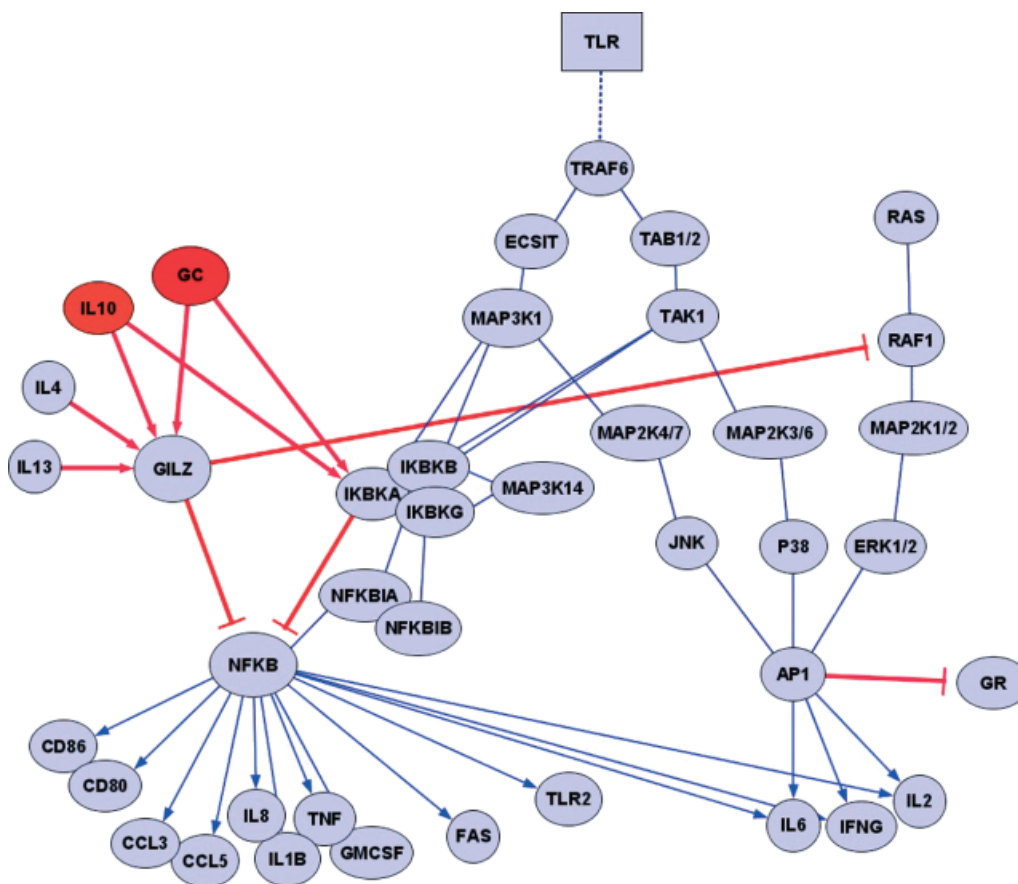 TLR
TRAF6
RAS
ECSIT
TAB1/2
GC
IL10
MAP3K1
TAK1
RAF1
IL4
MAP2K4/7
MAP2K3/6
MAP2K1/2
IL13
GILZ
IKBKB
IKBKA
MAP3K14
IKBKG
JNK
P38
ERK1/2
NFKBIA
NFKBIB
NFKB
AP1
GR
CD86
CD80
TLR2
IL2
IL8
TNF
IL6
IFNG
FAS
CCL3
CCL5
IL1B
GMCSF